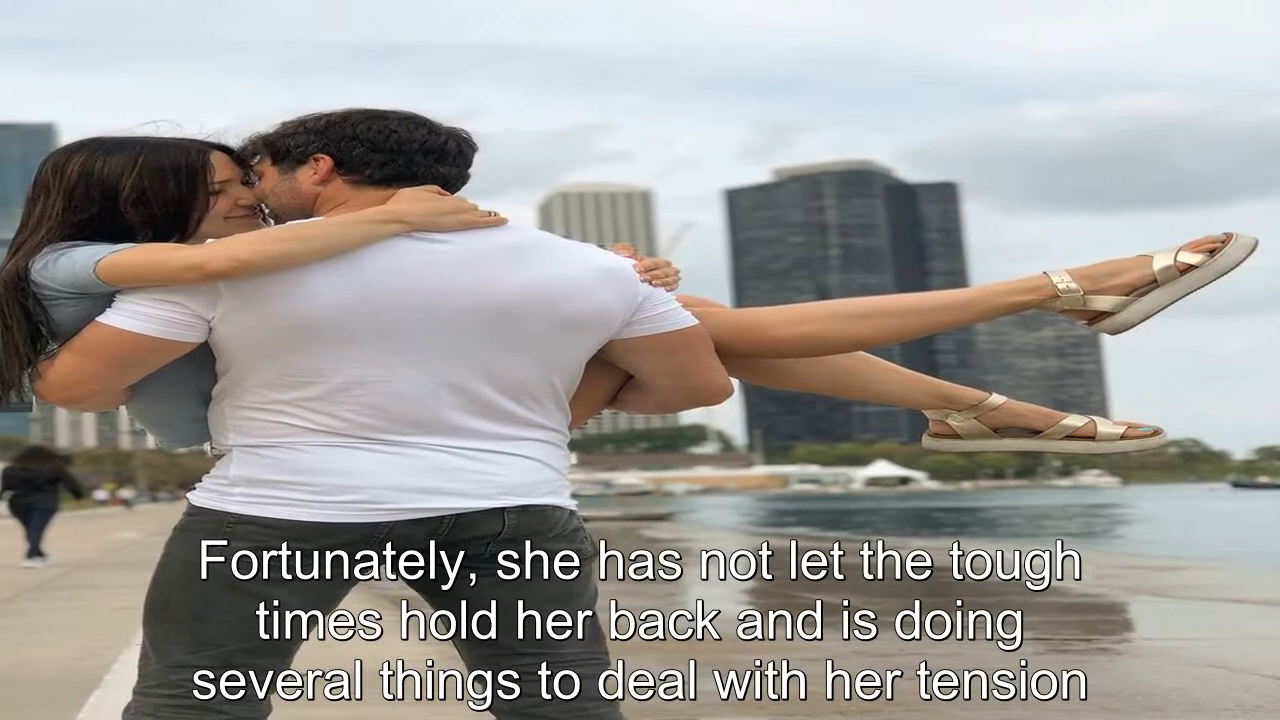 Fortunately, she has not let the tough
times hold her back and is doing
several things to deal with her tension